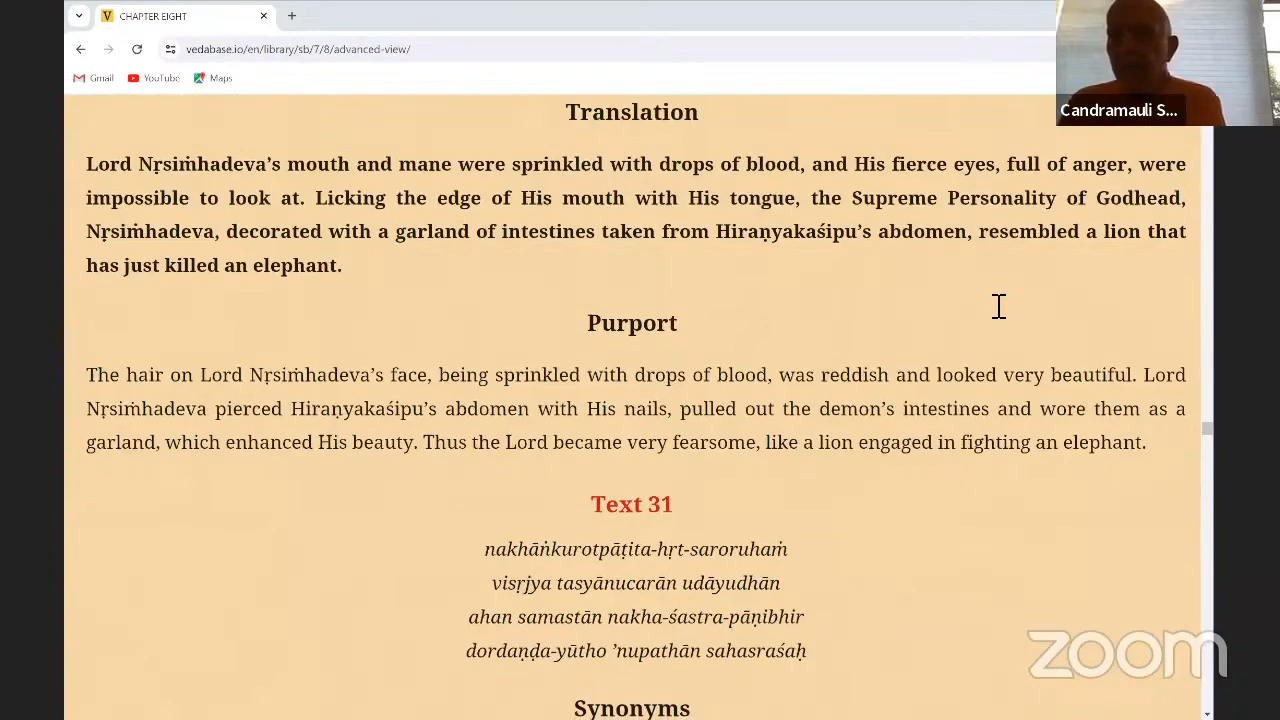 CHAPTER EIGHT
vedabase.io/en/library/sb/7/8/advanced-view/
Gmail YouTube Maps
Candramauli S...
Translation
Lord Nṛsiṁhadeva’s mouth and mane were sprinkled with drops of blood, and His fierce eyes, full of anger, were
impossible to look at. Licking the edge of His mouth with His tongue, the Supreme Personality of Godhead,
Nṛsiṁhadeva, decorated with a garland of intestines taken from Hiraṇyakaśipu’s abdomen, resembled a lion that
has just killed an elephant.
Purport
The hair on Lord Nṛsiṁhadeva’s face, being sprinkled with drops of blood, was reddish and looked very beautiful. Lord
Nṛsiṁhadeva pierced Hiraṇyakaśipu’s abdomen with His nails, pulled out the demon’s intestines and wore them as a
garland, which enhanced His beauty. Thus the Lord became very fearsome, like a lion engaged in fighting an elephant.
Text 31
nakhāṅkurotpāṭita-hṛt-saroruhaṁ
visṛjya tasyānucarān udāyudhān
ahan samastān nakha-śastra-pāṇibhir
dordaṇḍa-yūtho ’nupathān sahasraśaḥ
zoom
Synonyms